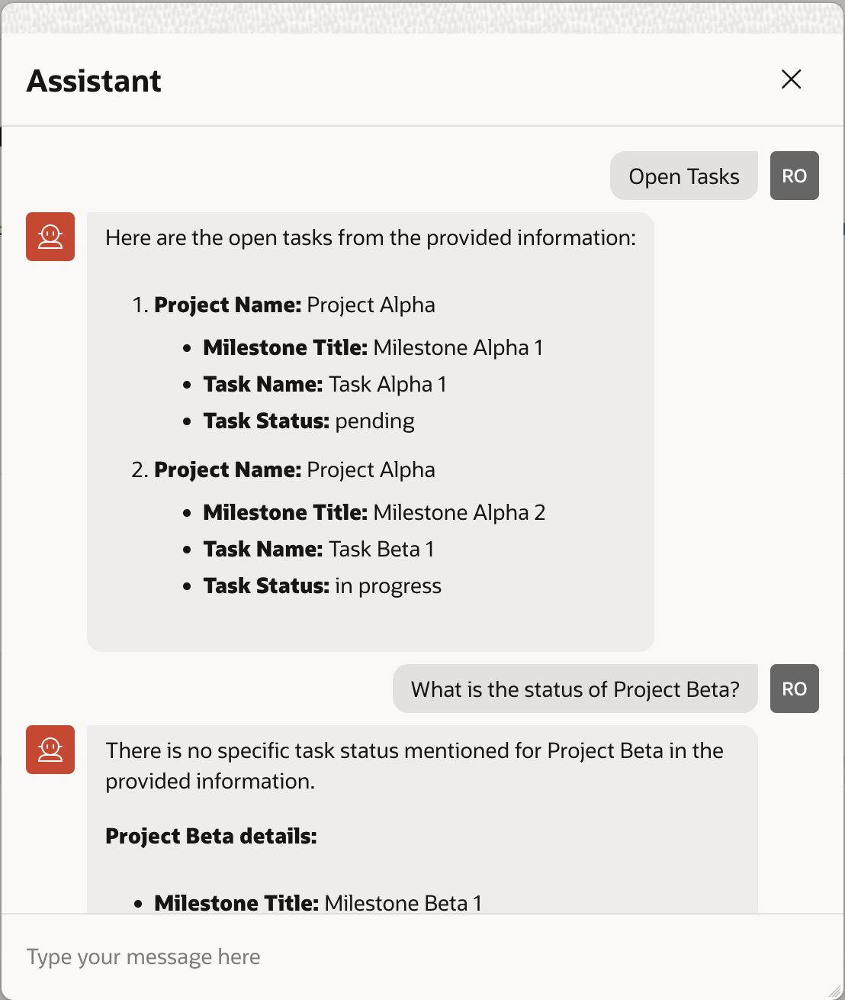 Assistant
Open Tasks
RO
Here are the open tasks from the provided information:
1. Project Name: Project Alpha
• Milestone Title: Milestone Alpha 1
• Task Name: Task Alpha 1
• Task Status: pending
2. Project Name: Project Alpha
• Milestone Title: Milestone Alpha 2
• Task Name: Task Beta 1
• Task Status: in progress
What is the status of Project Beta?
RO
There is no specific task status mentioned for Project Beta in the
provided information.
Project Beta details:
• Milestone Title: Milestone Beta 1
Type your message here